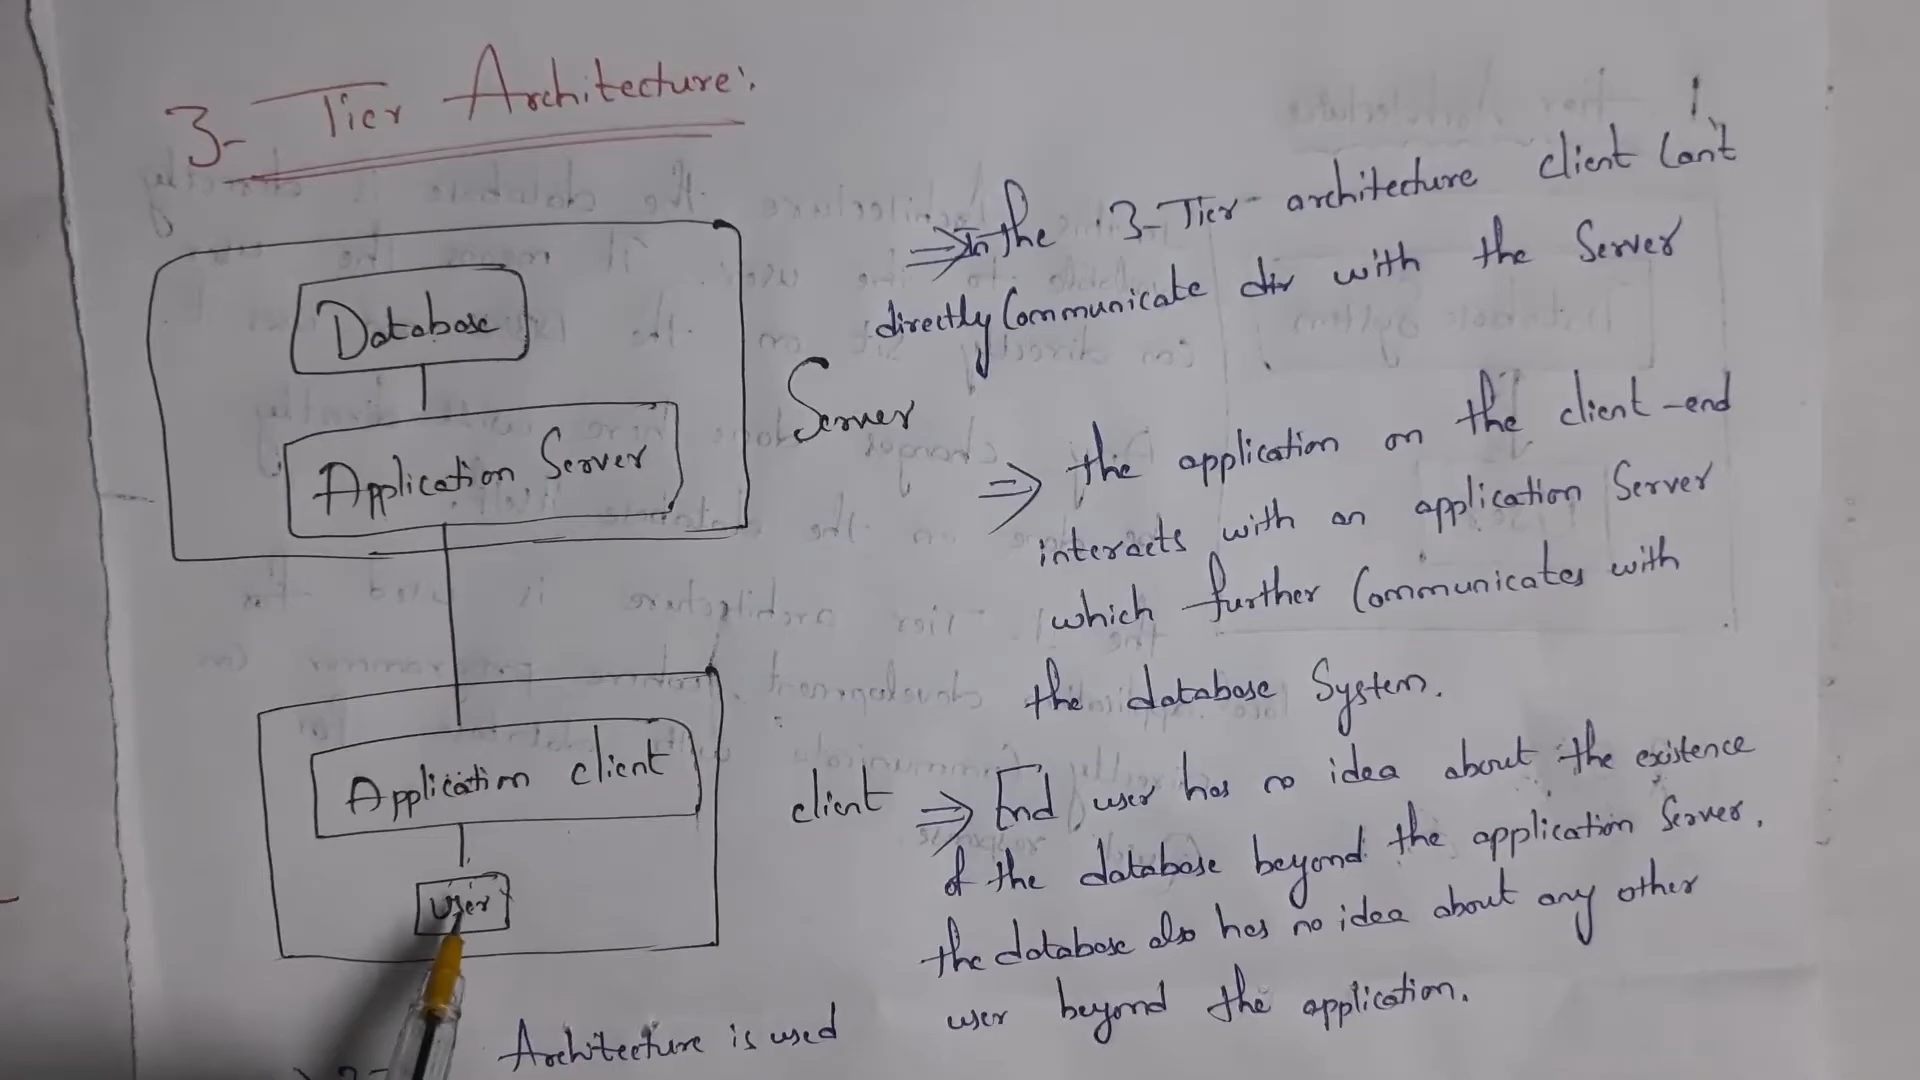 3- Tier Architecture:
Database
Application Server
Server
Application client
client
User
Architecture is used
⇒ In the 3-Tier architecture client Can't
directly Communicate dir with the Server
⇒ the application on the client-end
interacts with an application Server
which further Communicates with
the database System.
⇒ End user has no idea about the existence
of the database beyond the application Server.
the database also has no idea about any other
user beyond the application.